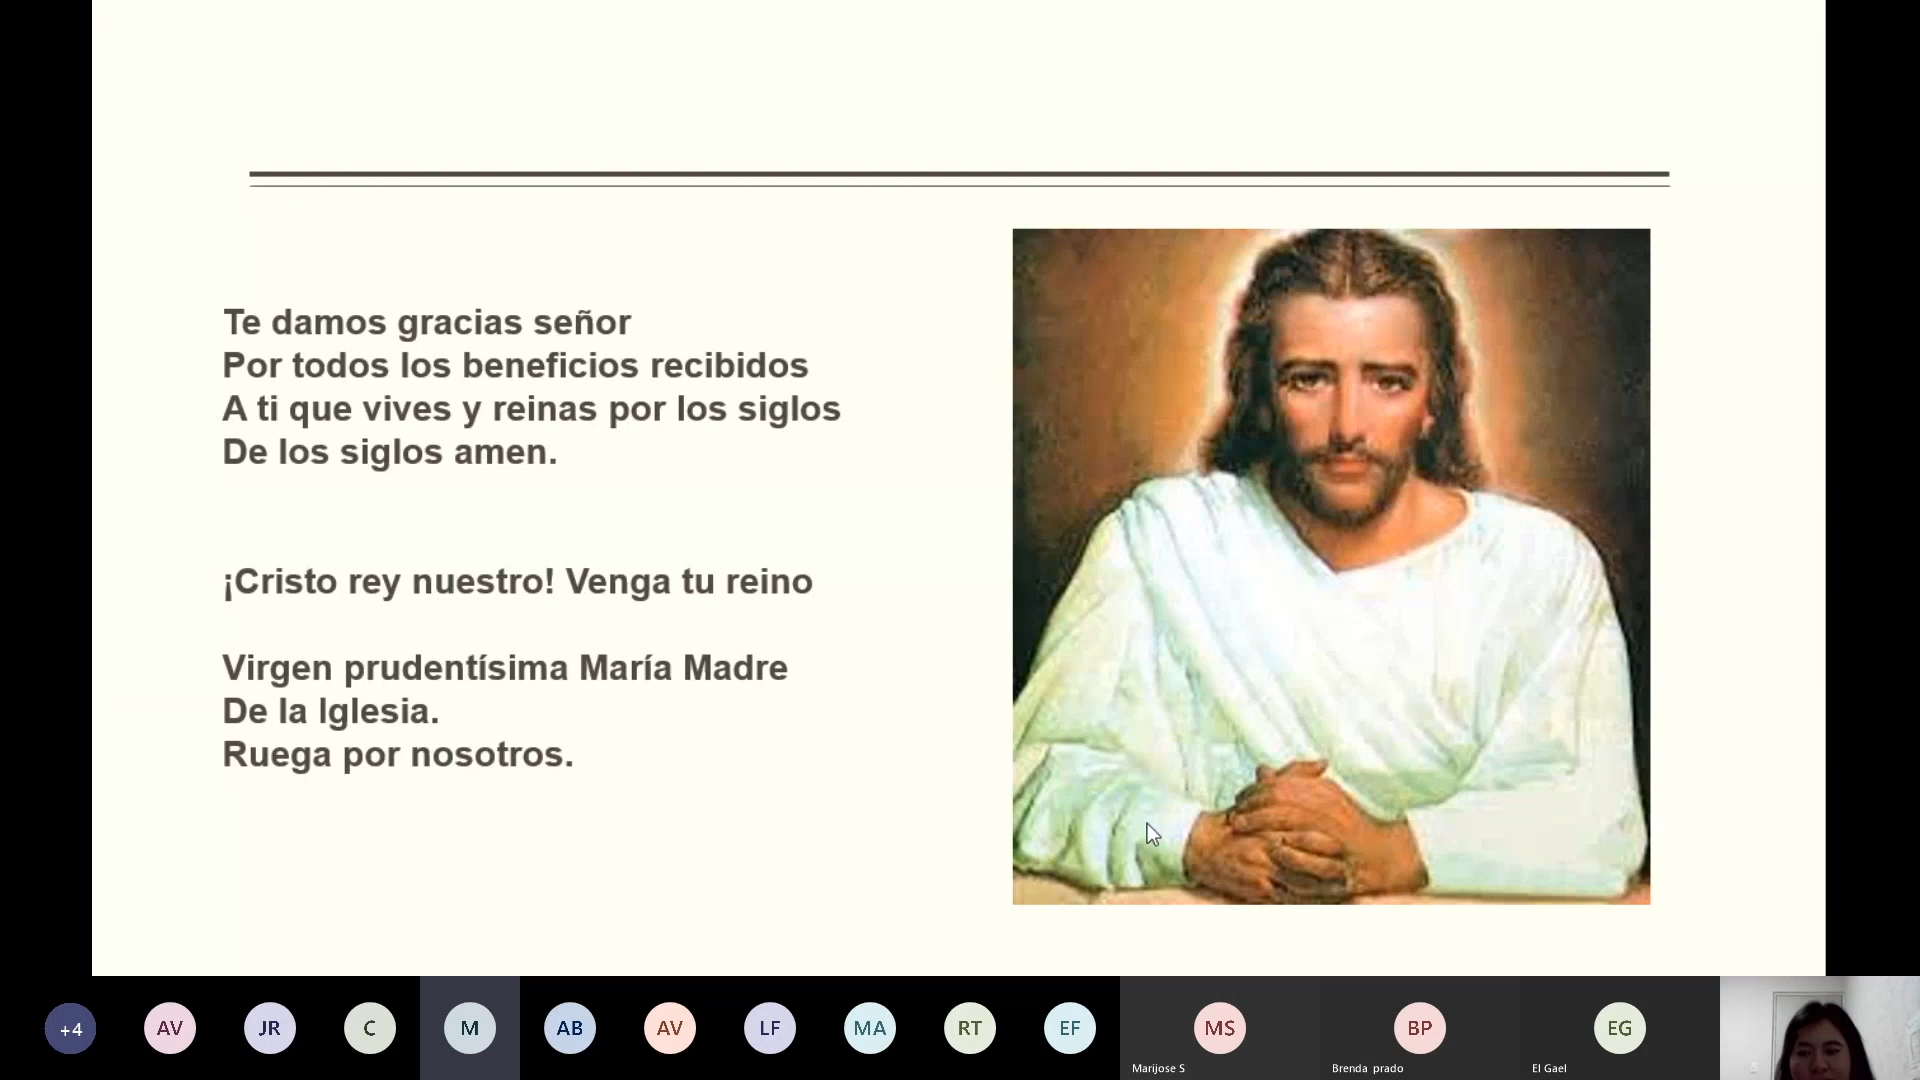 Te damos gracias señor
Por todos los beneficios recibidos
A ti que vives y reinas por los siglos
De los siglos amen.
¡Cristo rey nuestro! Venga tu reino
Virgen prudentísima María Madre
De la Iglesia.
Ruega por nosotros.
+4 AV JR C M AB AV LF MA RT EF MS BP EG
Marijose S Brenda prado El Gael